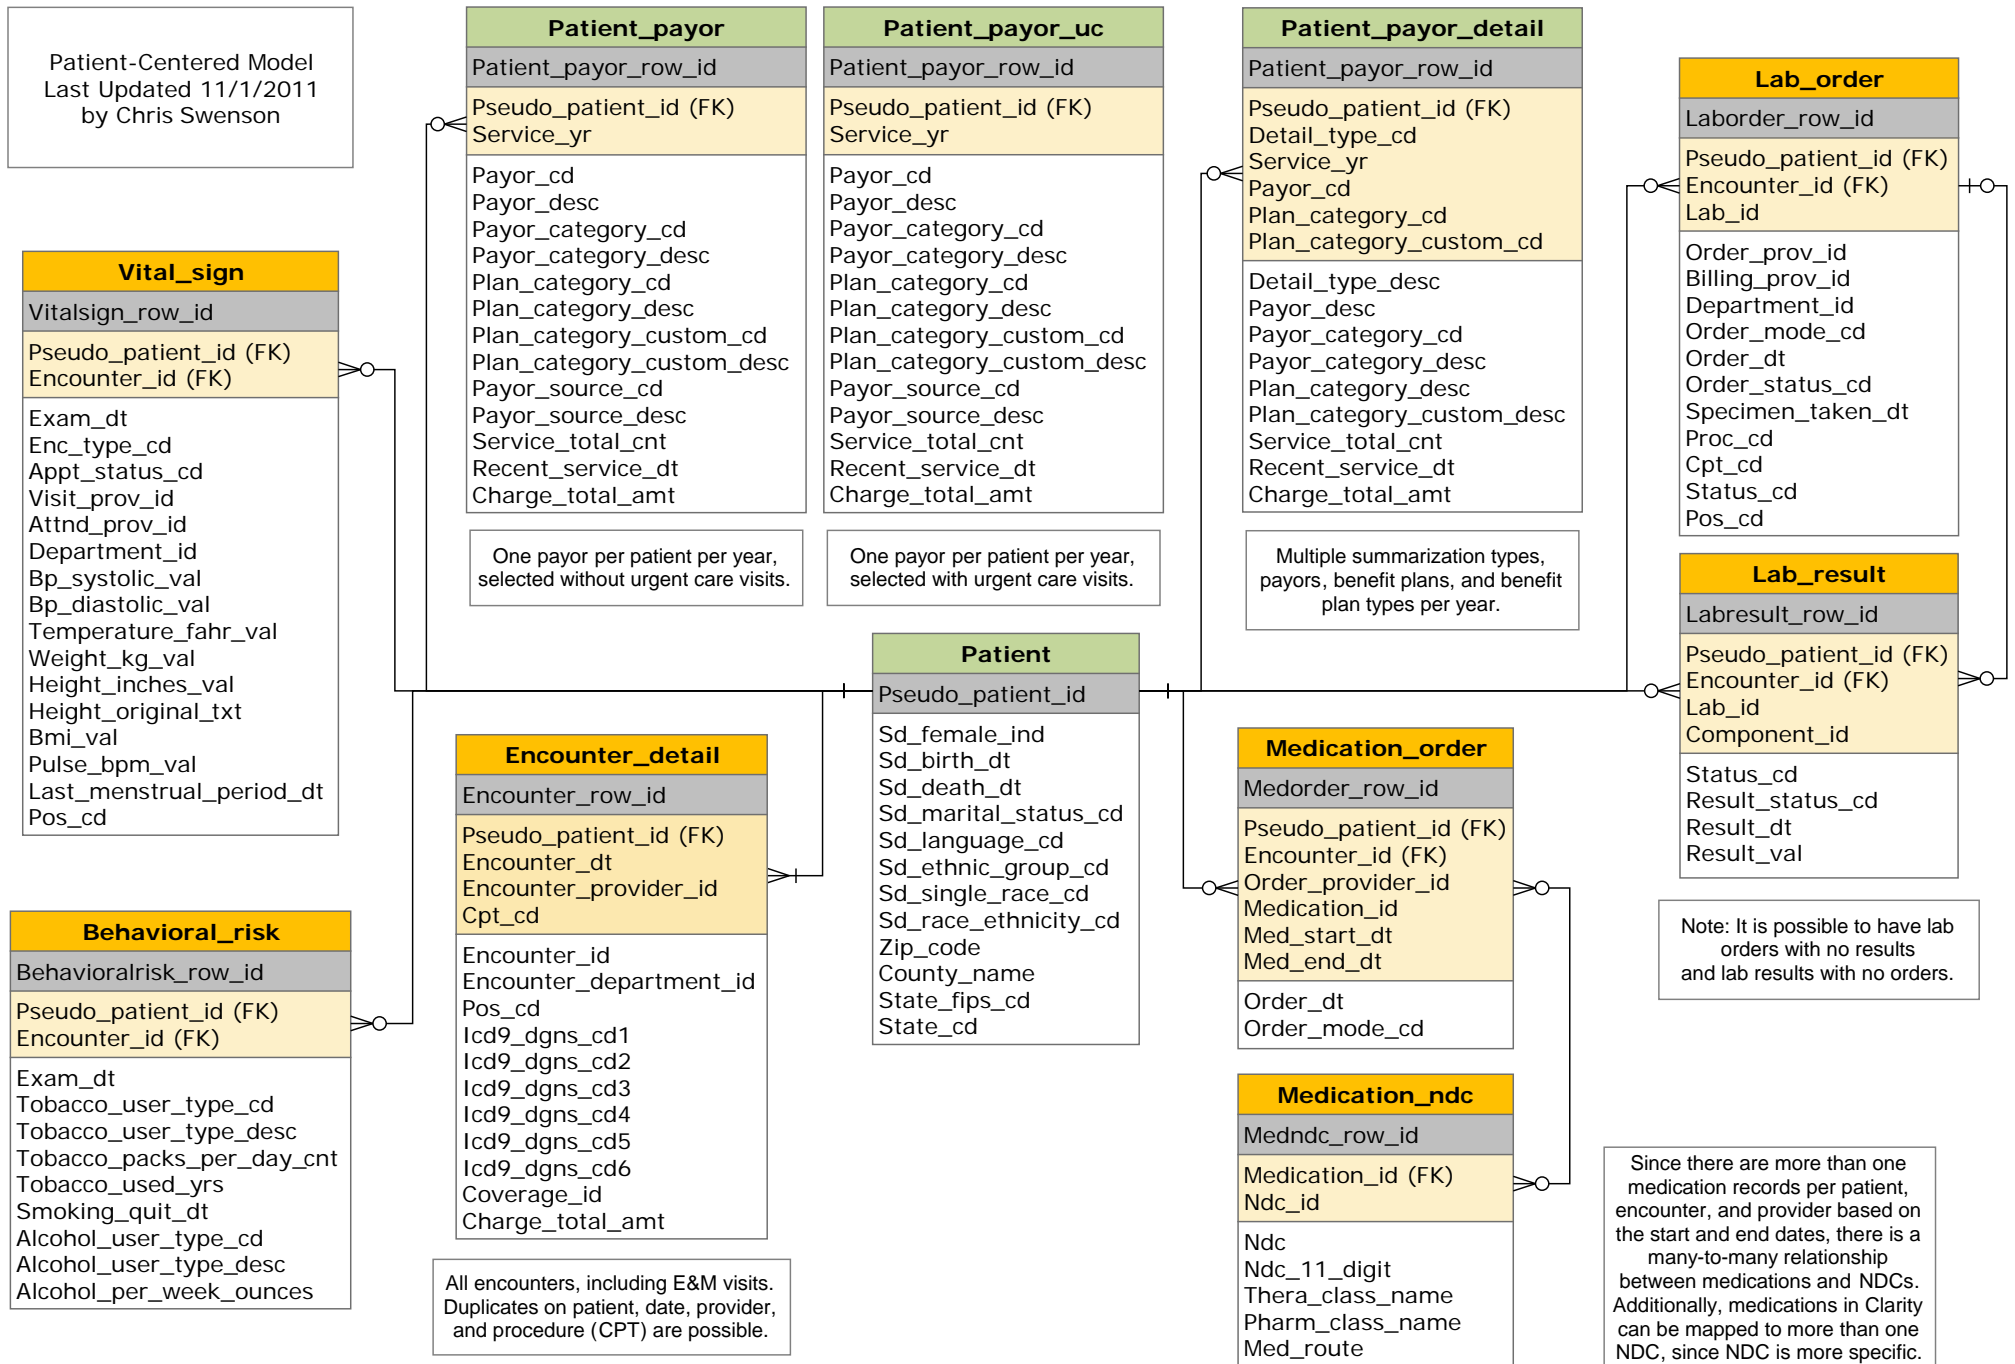 Patient-Centered Model
Last Updated 11/1/2011
by Chris Swenson
Patient_payor
Patient_payor_row_id
Pseudo_patient_id (FK)
Service_yr
Payor_cd
Payor_desc
Payor_category_cd
Payor_category_desc
Plan_category_cd
Plan_category_desc
Plan_category_custom_cd
Plan_category_custom_desc
Payor_source_cd
Payor_source_desc
Service_total_cnt
Recent_service_dt
Charge_total_amt
One payor per patient per year,
selected without urgent care visits.
Patient_payor_uc
Patient_payor_row_id
Pseudo_patient_id (FK)
Service_yr
Payor_cd
Payor_desc
Payor_category_cd
Payor_category_desc
Plan_category_cd
Plan_category_desc
Plan_category_custom_cd
Plan_category_custom_desc
Payor_source_cd
Payor_source_desc
Service_total_cnt
Recent_service_dt
Charge_total_amt
One payor per patient per year,
selected with urgent care visits.
Patient_payor_detail
Patient_payor_row_id
Pseudo_patient_id (FK)
Detail_type_cd
Service_yr
Payor_cd
Plan_category_cd
Plan_category_custom_cd
Detail_type_desc
Payor_desc
Payor_category_cd
Payor_category_desc
Plan_category_desc
Plan_category_custom_desc
Service_total_cnt
Recent_service_dt
Charge_total_amt
Multiple summarization types,
payors, benefit plans, and benefit
plan types per year.
Lab_order
Laborder_row_id
Pseudo_patient_id (FK)
Encounter_id (FK)
Lab_id
Order_prov_id
Billing_prov_id
Department_id
Order_mode_cd
Order_dt
Order_status_cd
Specimen_taken_dt
Proc_cd
Cpt_cd
Status_cd
Pos_cd
Lab_result
Labresult_row_id
Pseudo_patient_id (FK)
Encounter_id (FK)
Lab_id
Component_id
Status_cd
Result_status_cd
Result_dt
Result_val
Note: It is possible to have lab
orders with no results
and lab results with no orders.
Vital_sign
Vitalsign_row_id
Pseudo_patient_id (FK)
Encounter_id (FK)
Exam_dt
Enc_type_cd
Appt_status_cd
Visit_prov_id
Attnd_prov_id
Department_id
Bp_systolic_val
Bp_diastolic_val
Temperature_fahr_val
Weight_kg_val
Height_inches_val
Height_original_txt
Bmi_val
Pulse_bpm_val
Last_menstrual_period_dt
Pos_cd
Behavioral_risk
Behavioralrisk_row_id
Pseudo_patient_id (FK)
Encounter_id (FK)
Exam_dt
Tobacco_user_type_cd
Tobacco_user_type_desc
Tobacco_packs_per_day_cnt
Tobacco_used_yrs
Smoking_quit_dt
Alcohol_user_type_cd
Alcohol_user_type_desc
Alcohol_per_week_ounces
Encounter_detail
Encounter_row_id
Pseudo_patient_id (FK)
Encounter_dt
Encounter_provider_id
Cpt_cd
Encounter_id
Encounter_department_id
Pos_cd
Icd9_dgns_cd1
Icd9_dgns_cd2
Icd9_dgns_cd3
Icd9_dgns_cd4
Icd9_dgns_cd5
Icd9_dgns_cd6
Coverage_id
Charge_total_amt
All encounters, including E&M visits.
Duplicates on patient, date, provider,
and procedure (CPT) are possible.
Patient
Pseudo_patient_id
Sd_female_ind
Sd_birth_dt
Sd_death_dt
Sd_marital_status_cd
Sd_language_cd
Sd_ethnic_group_cd
Sd_single_race_cd
Sd_race_ethnicity_cd
Zip_code
County_name
State_fips_cd
State_cd
Medication_order
Medorder_row_id
Pseudo_patient_id (FK)
Encounter_id (FK)
Order_provider_id
Medication_id
Med_start_dt
Med_end_dt
Order_dt
Order_mode_cd
Medication_ndc
Medndc_row_id
Medication_id (FK)
Ndc_id
Ndc
Ndc_11_digit
Thera_class_name
Pharm_class_name
Med_route
Since there are more than one
medication records per patient,
encounter, and provider based on
the start and end dates, there is a
many-to-many relationship
between medications and NDCs.
Additionally, medications in Clarity
can be mapped to more than one
NDC, since NDC is more specific.